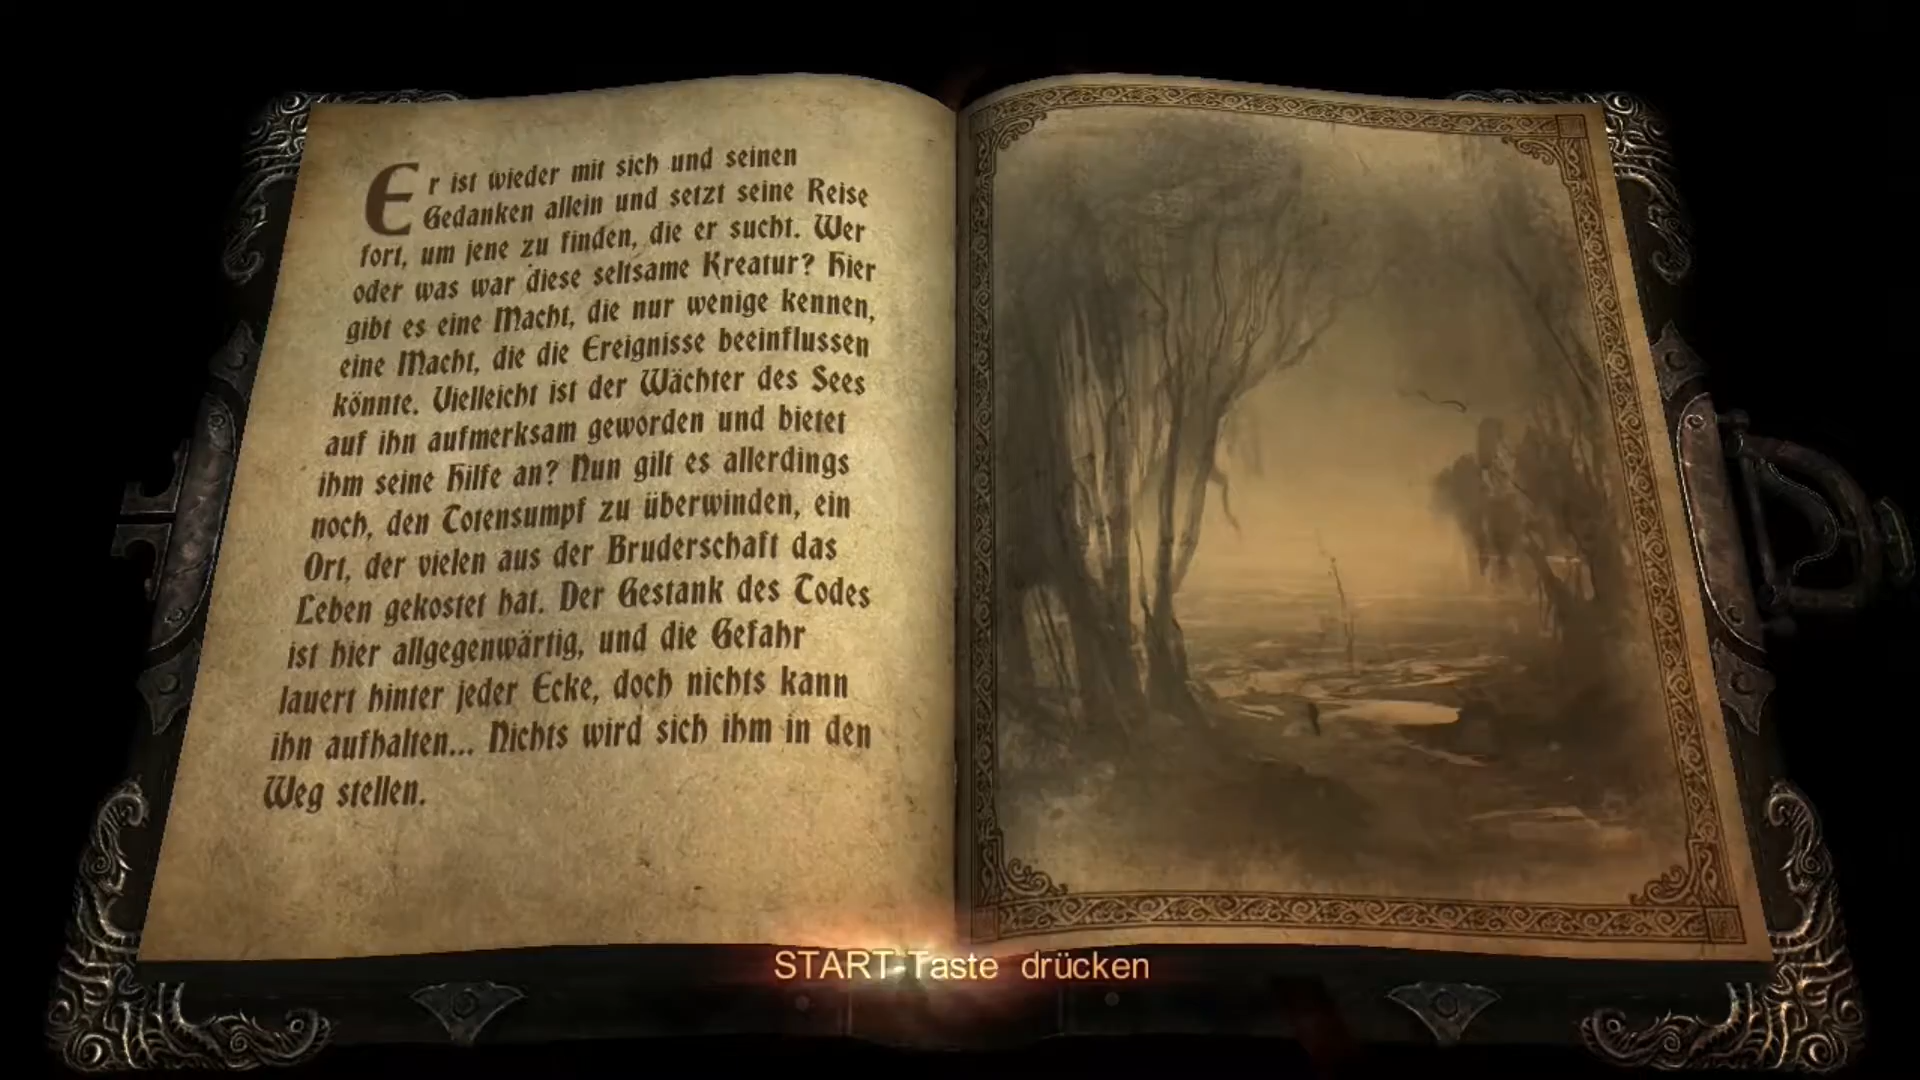 Er ist wieder mit sich und seinen
Gedanken allein und setzt seine Reise
fort, um jene zu finden, die er sucht. Wer
oder was war diese seltsame Kreatur? Hier
gibt es eine Macht, die nur wenige kennen,
eine Macht, die die Ereignisse beeinflussen
könnte. Vielleicht ist der Wächter des Sees
auf ihn aufmerksam geworden und bietet
ihm seine Hilfe an? Nun gilt es allerdings
noch, den Totensumpf zu überwinden, ein
Ort, der vielen aus der Bruderschaft das
Leben gekostet hat. Der Gestank des Todes
ist hier allgegenwärtig, und die Gefahr
lauert hinter jeder Ecke, doch nichts kann
ihn aufhalten... Nichts wird sich ihm in den
Weg stellen.
START-Taste drücken